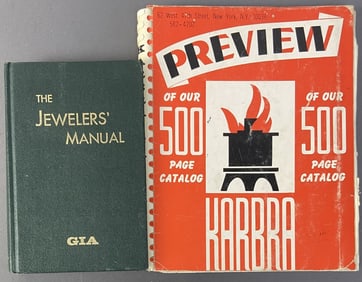 THE
JEWELERS'
MANUAL
GIA
New York, N.Y.
PREVIEW
OF OUR
500
PAGE
CATALOG
OF OUR
500
PAGE
CATALOG
KARBRA